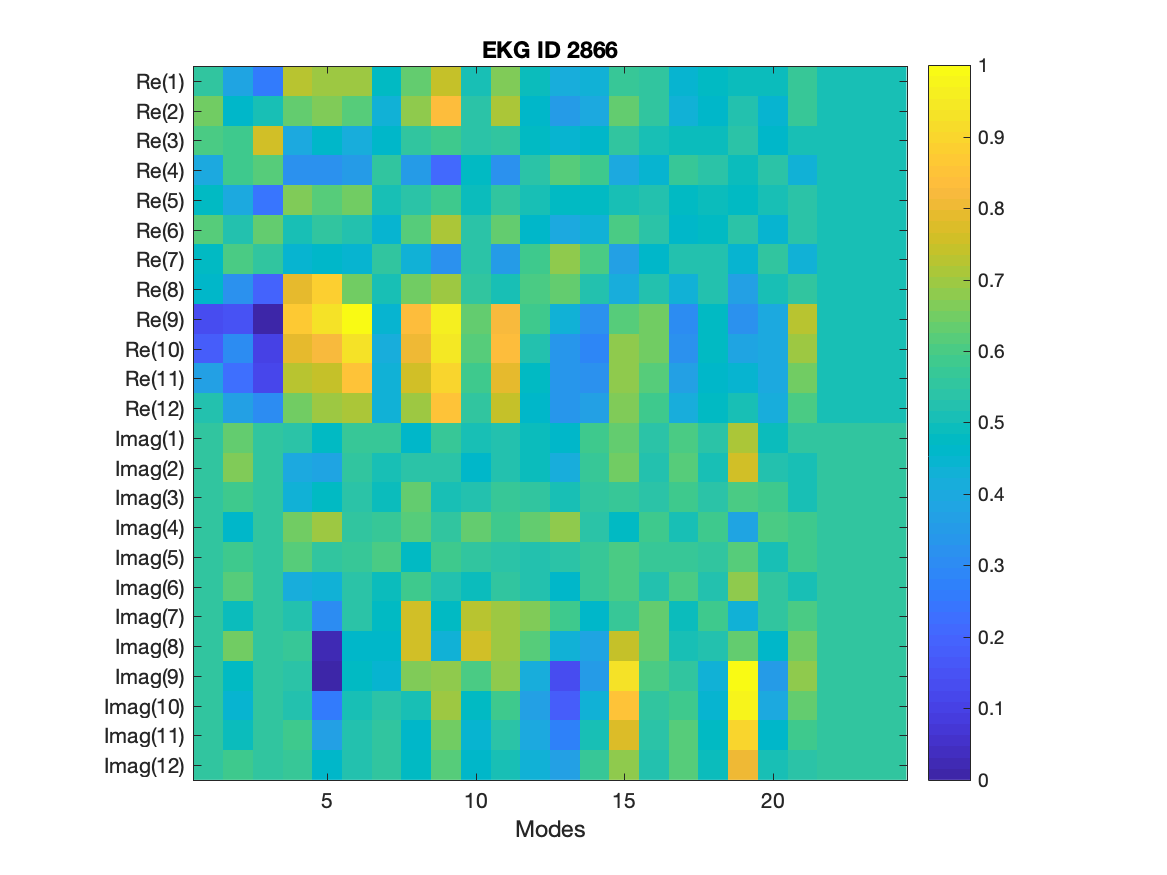 EKG ID 2866
Re(1)
Re(2)
Re(3)
Re(4)
Re(5)
Re(6)
Re(7)
Re(8)
Re(9)
Re(10)
Re(11)
Re(12)
Imag(1)
Imag(2)
Imag(3)
Imag(4)
Imag(5)
Imag(6)
Imag(7)
Imag(8)
Imag(9)
Imag(10)
Imag(11)
Imag(12)
5 10 15 20
Modes
1
0.9
0.8
0.7
0.6
0.5
0.4
0.3
0.2
0.1
0